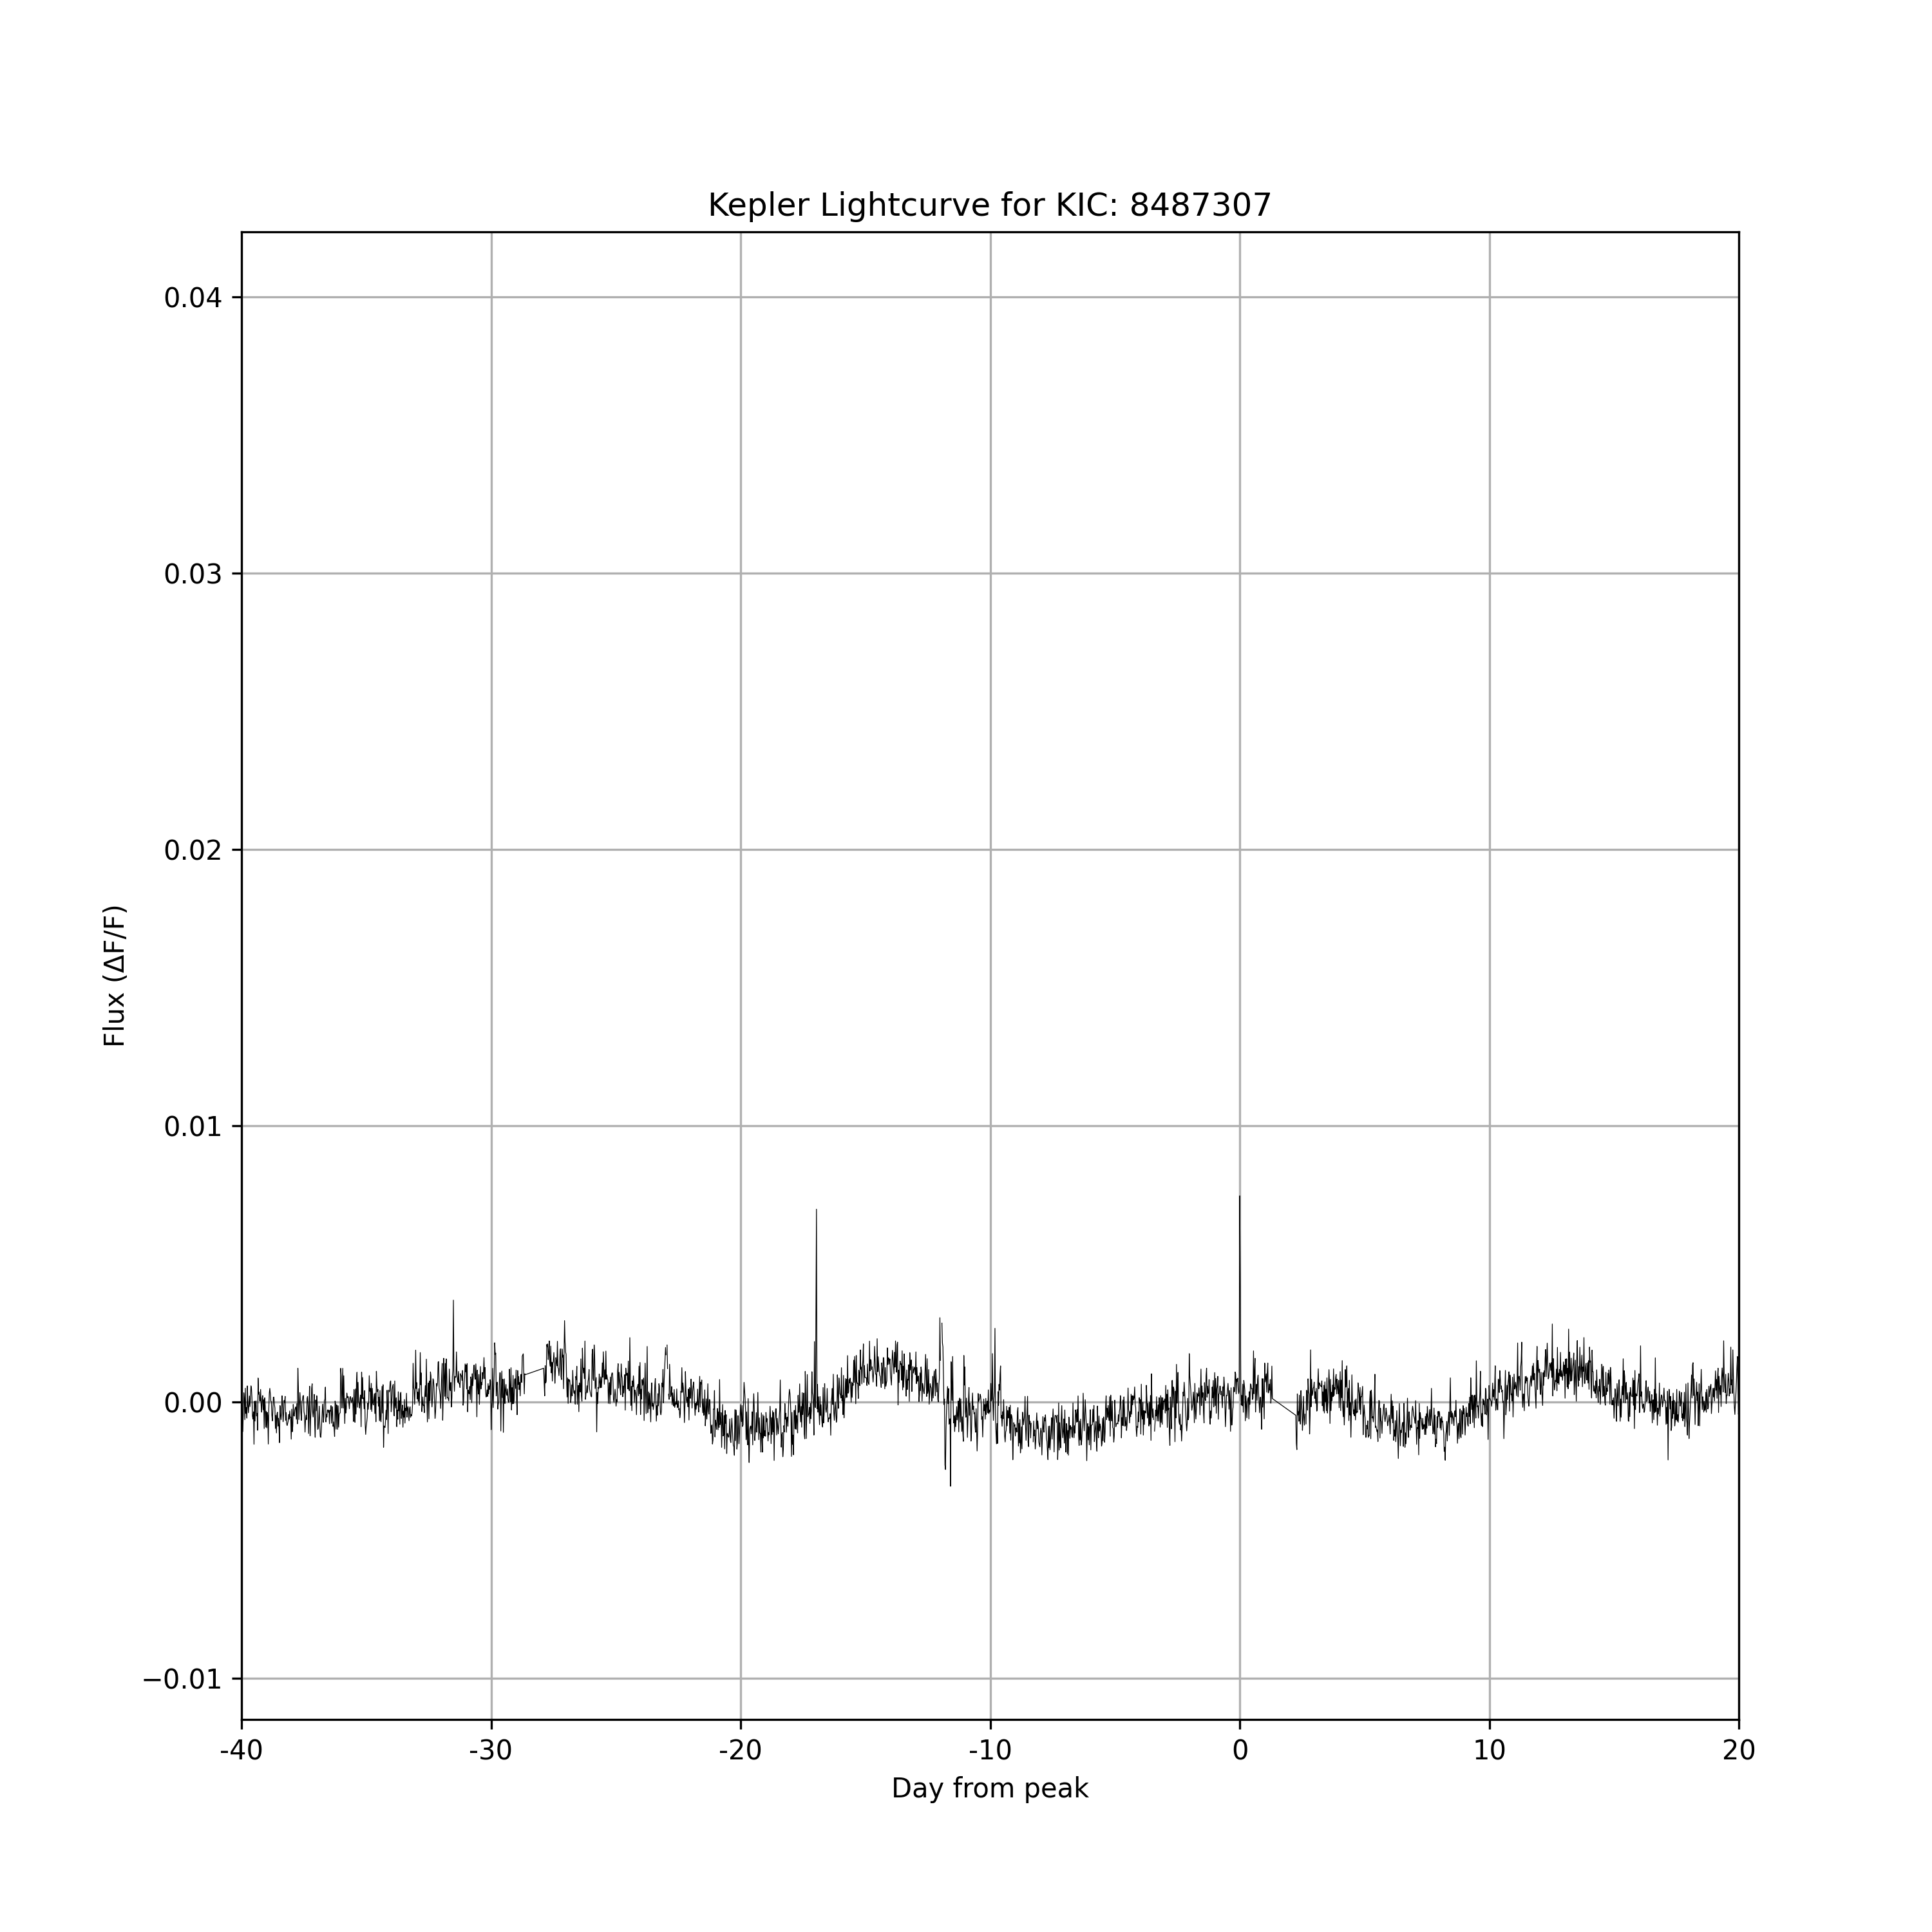 Kepler Lightcurve for KIC: 8487307
0.04
0.03
0.02
0.01
0.00
−0.01
Flux (ΔF/F)
-40 -30 -20 -10 0 10 20
Day from peak